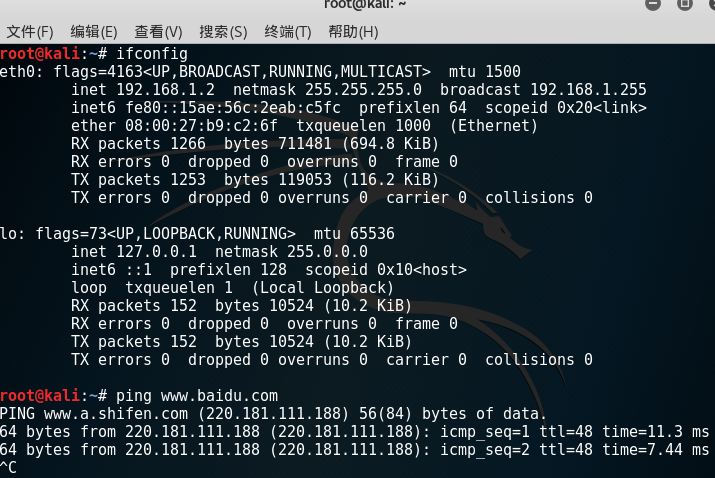 root@kali: ~
文件(F) 编辑(E) 查看(V) 搜索(S) 终端(T) 帮助(H)
root@kali:~# ifconfig
eth0: flags=4163<UP,BROADCAST,RUNNING,MULTICAST>  mtu 1500
        inet 192.168.1.2  netmask 255.255.255.0  broadcast 192.168.1.255
        inet6 fe80::15ae:56c:2eab:c5fc  prefixlen 64  scopeid 0x20<link>
        ether 08:00:27:b9:c2:6f  txqueuelen 1000  (Ethernet)
        RX packets 1266  bytes 711481 (694.8 KiB)
        RX errors 0  dropped 0  overruns 0  frame 0
        TX packets 1253  bytes 119053 (116.2 KiB)
        TX errors 0  dropped 0 overruns 0  carrier 0  collisions 0
lo: flags=73<UP,LOOPBACK,RUNNING>  mtu 65536
        inet 127.0.0.1  netmask 255.0.0.0
        inet6 ::1  prefixlen 128  scopeid 0x10<host>
        loop  txqueuelen 1  (Local Loopback)
        RX packets 152  bytes 10524 (10.2 KiB)
        RX errors 0  dropped 0  overruns 0  frame 0
        TX packets 152  bytes 10524 (10.2 KiB)
        TX errors 0  dropped 0 overruns 0  carrier 0  collisions 0
root@kali:~# ping www.baidu.com
PING www.a.shifen.com (220.181.111.188) 56(84) bytes of data.
64 bytes from 220.181.111.188 (220.181.111.188): icmp_seq=1 ttl=48 time=11.3 ms
64 bytes from 220.181.111.188 (220.181.111.188): icmp_seq=2 ttl=48 time=7.44 ms
^C